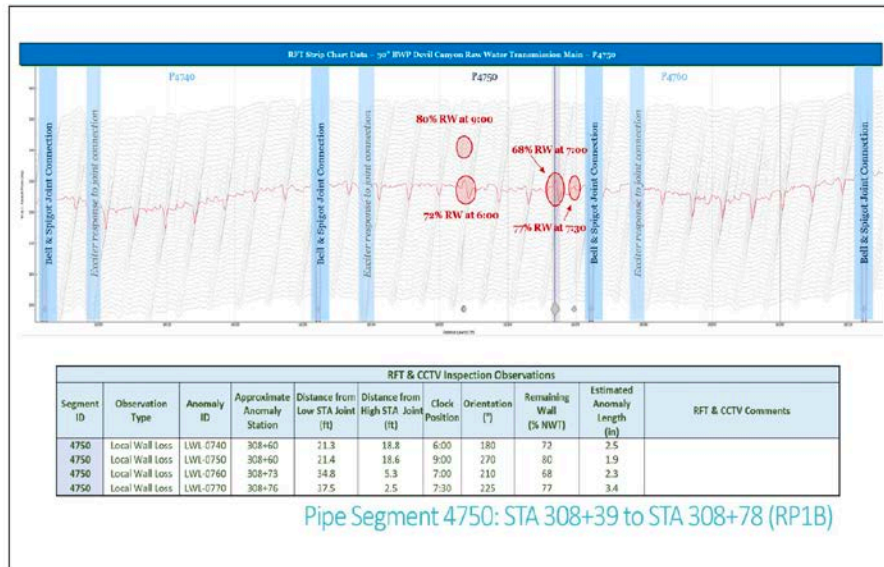 RFT Strip Chart Data – 30" BWP Devil Canyon Raw Water Transmission Main – P4750
P4740
P4750
P4760
Bell & Spigot Joint Connection
Exciter response to joint connection
Bell & Spigot Joint Connection
Exciter response to joint connection
Bell & Spigot Joint Connection
Exciter response to joint connection
Bell & Spigot Joint Connection
80% RW at 9:00
68% RW at 7:00
72% RW at 6:00
77% RW at 7:30
RFT & CCTV Inspection Observations
Segment ID Observation Type Anomaly ID Approximate Anomaly Station Distance from Low STA Joint (ft) Distance from High STA Joint (ft) Clock Position Orientation (°) Remaining Wall (% NWT) Estimated Anomaly Length (in) RFT & CCTV Comments
4750 Local Wall Loss LWL-0740 308+60 21.3 18.8 6:00 180 72 2.5
4750 Local Wall Loss LWL-0750 308+60 21.4 18.6 9:00 270 80 1.9
4750 Local Wall Loss LWL-0760 308+73 34.8 5.3 7:00 210 68 2.3
4750 Local Wall Loss LWL-0770 308+76 37.5 2.5 7:30 225 77 3.4
Pipe Segment 4750: STA 308+39 to STA 308+78 (RP1B)